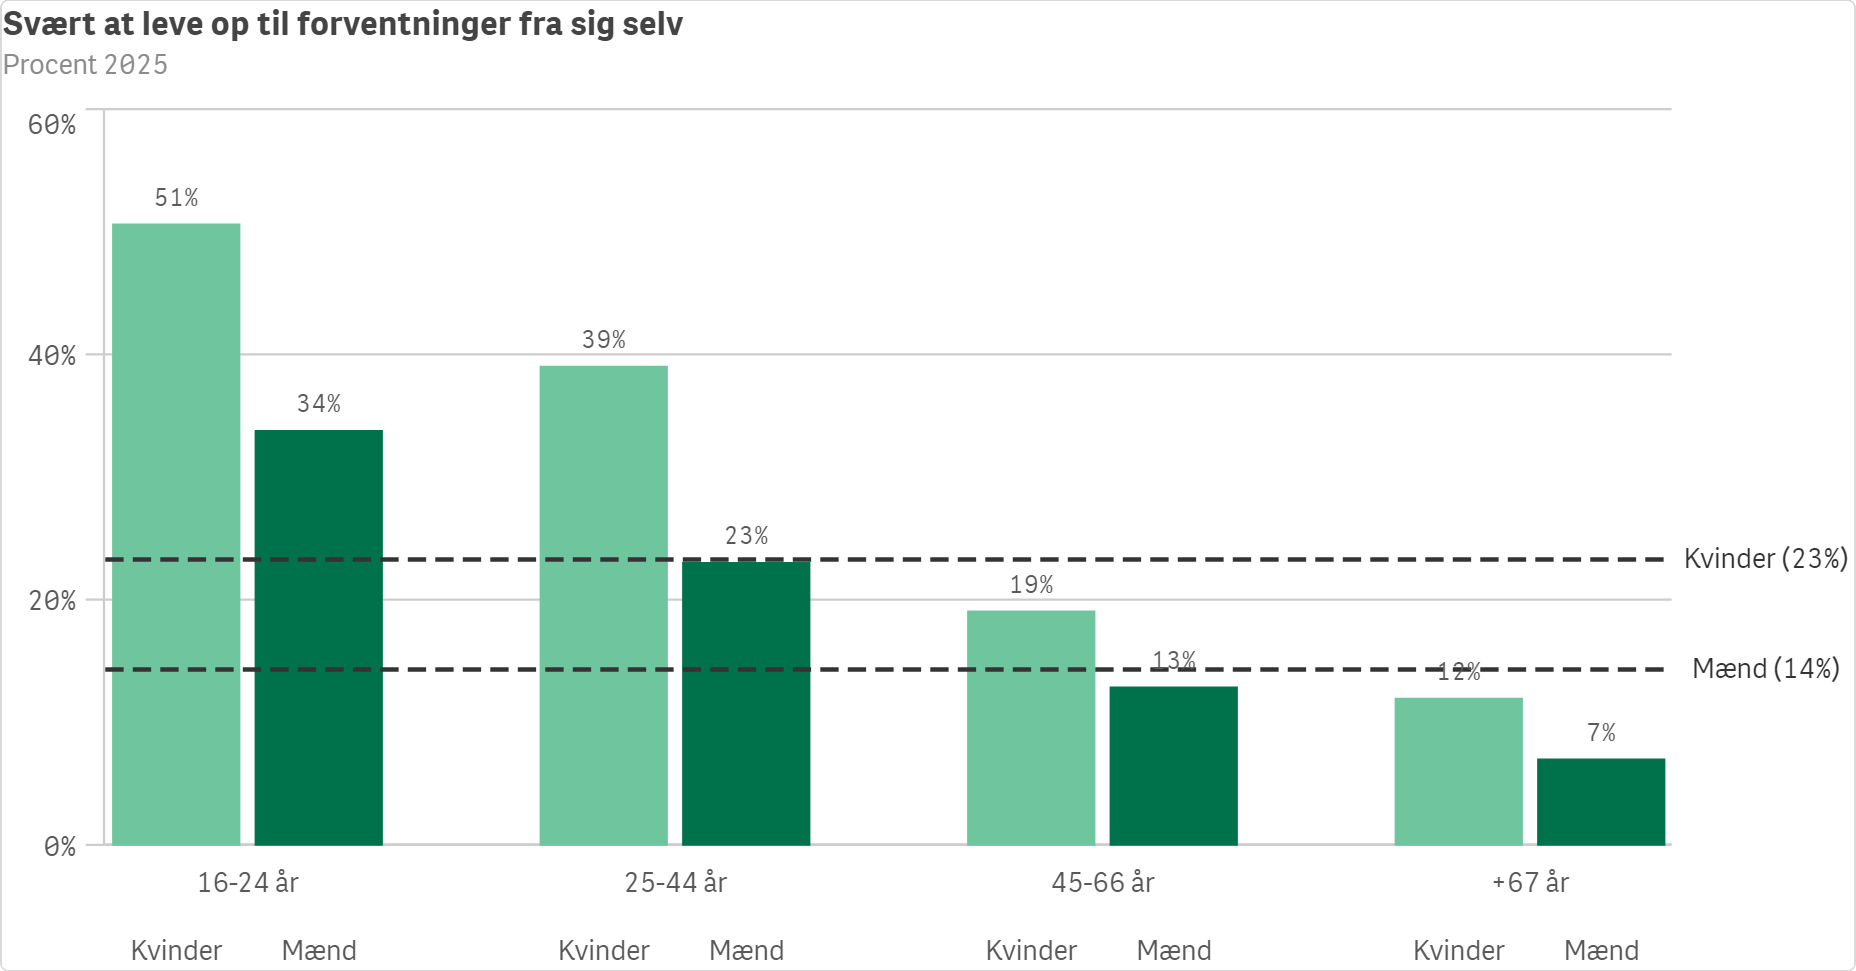 Svært at leve op til forventninger fra sig selv
Procent 2025
60%
40%
20%
0%
51%
34%
39%
23%
19%
13%
12%
7%
Kvinder (23%)
Mænd (14%)
16-24 år
25-44 år
45-66 år
+67 år
Kvinder
Mænd
Kvinder
Mænd
Kvinder
Mænd
Kvinder
Mænd